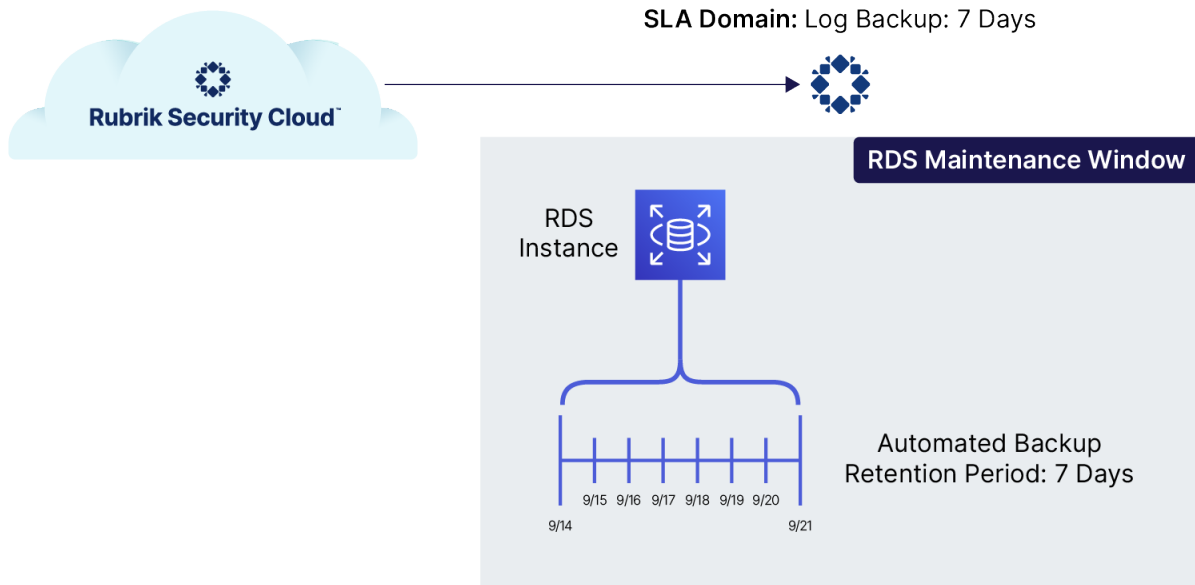 SLA Domain: Log Backup: 7 Days
Rubrik Security Cloud™
RDS Maintenance Window
RDS
Instance
Automated Backup
Retention Period: 7 Days
9/15 9/16 9/17 9/18 9/19 9/20
9/14 9/21